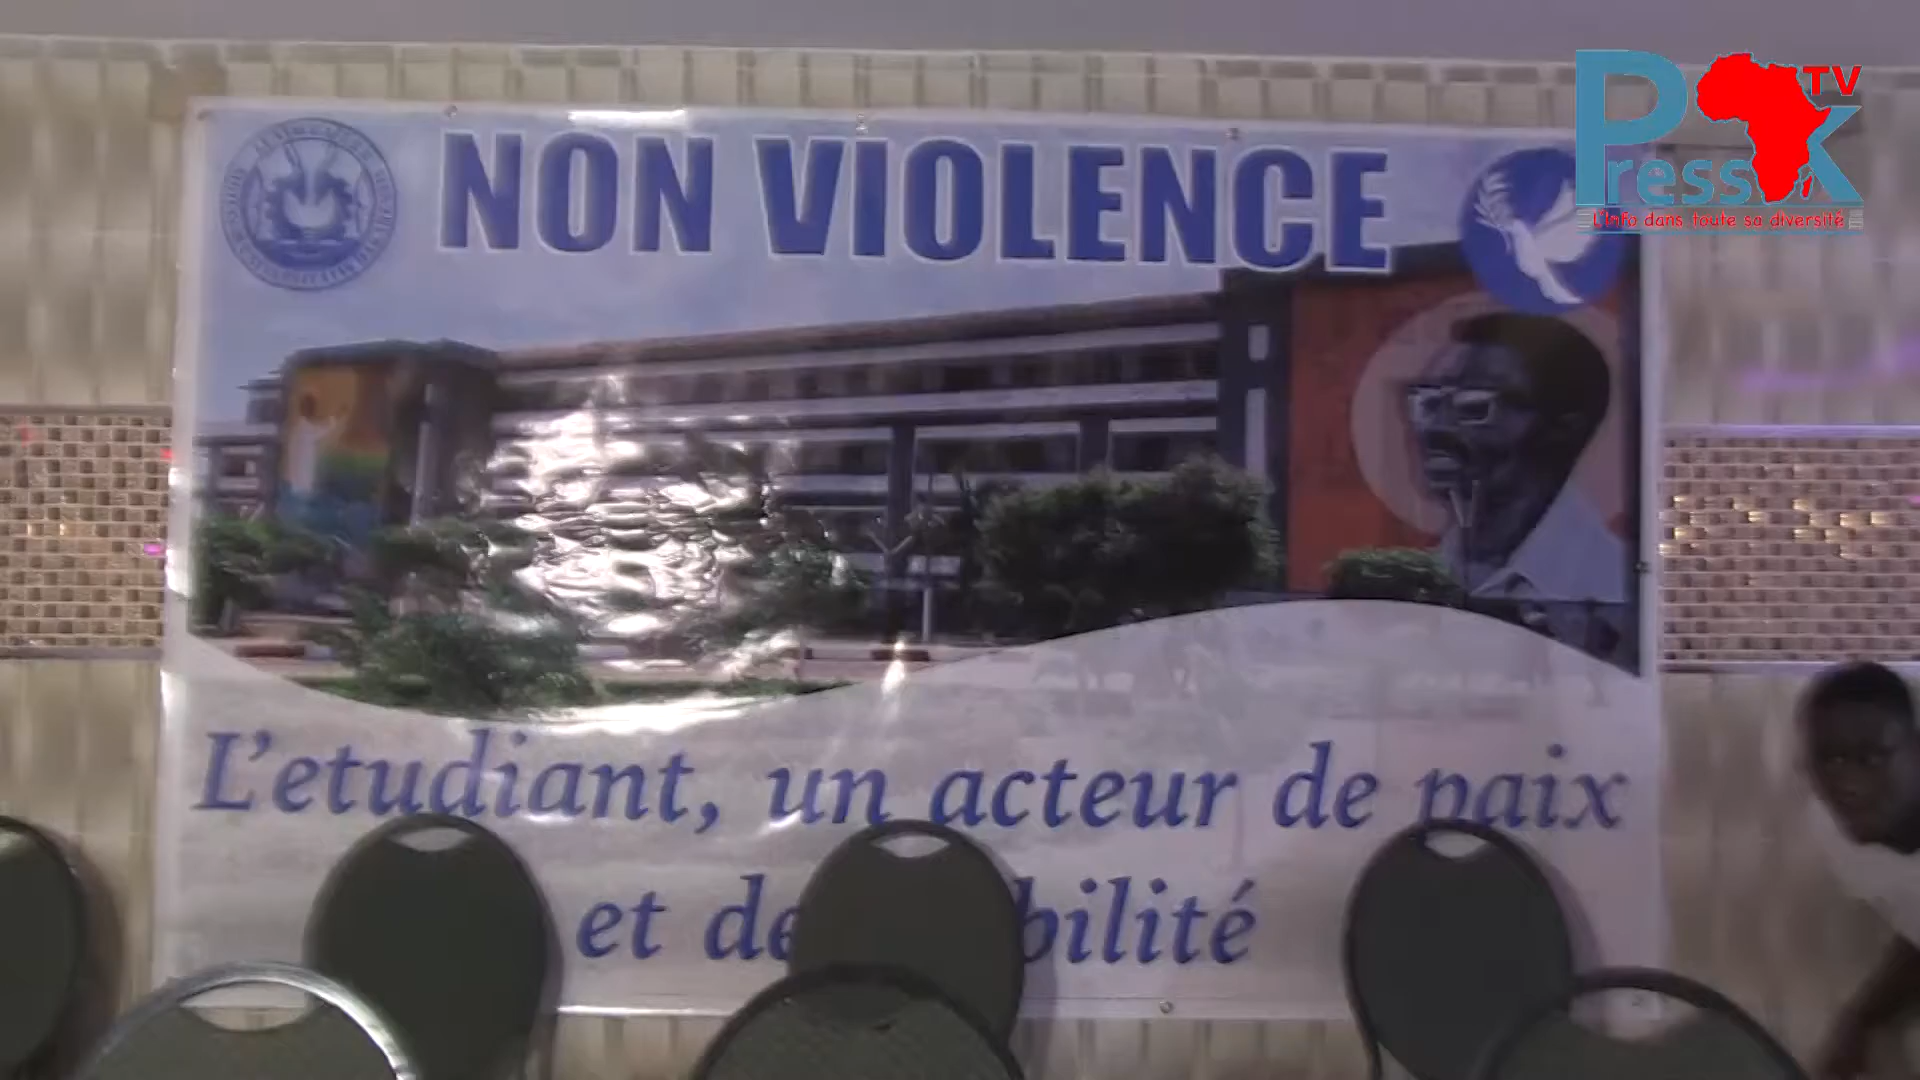 NON VIOLENCE
Press K TV
L'info dans toute sa diversité
L'etudiant, un acteur de paix
et de bilité